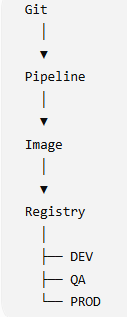 Git
│
▼
Pipeline
│
▼
Image
│
▼
Registry
│
├── DEV
├── QA
└── PROD